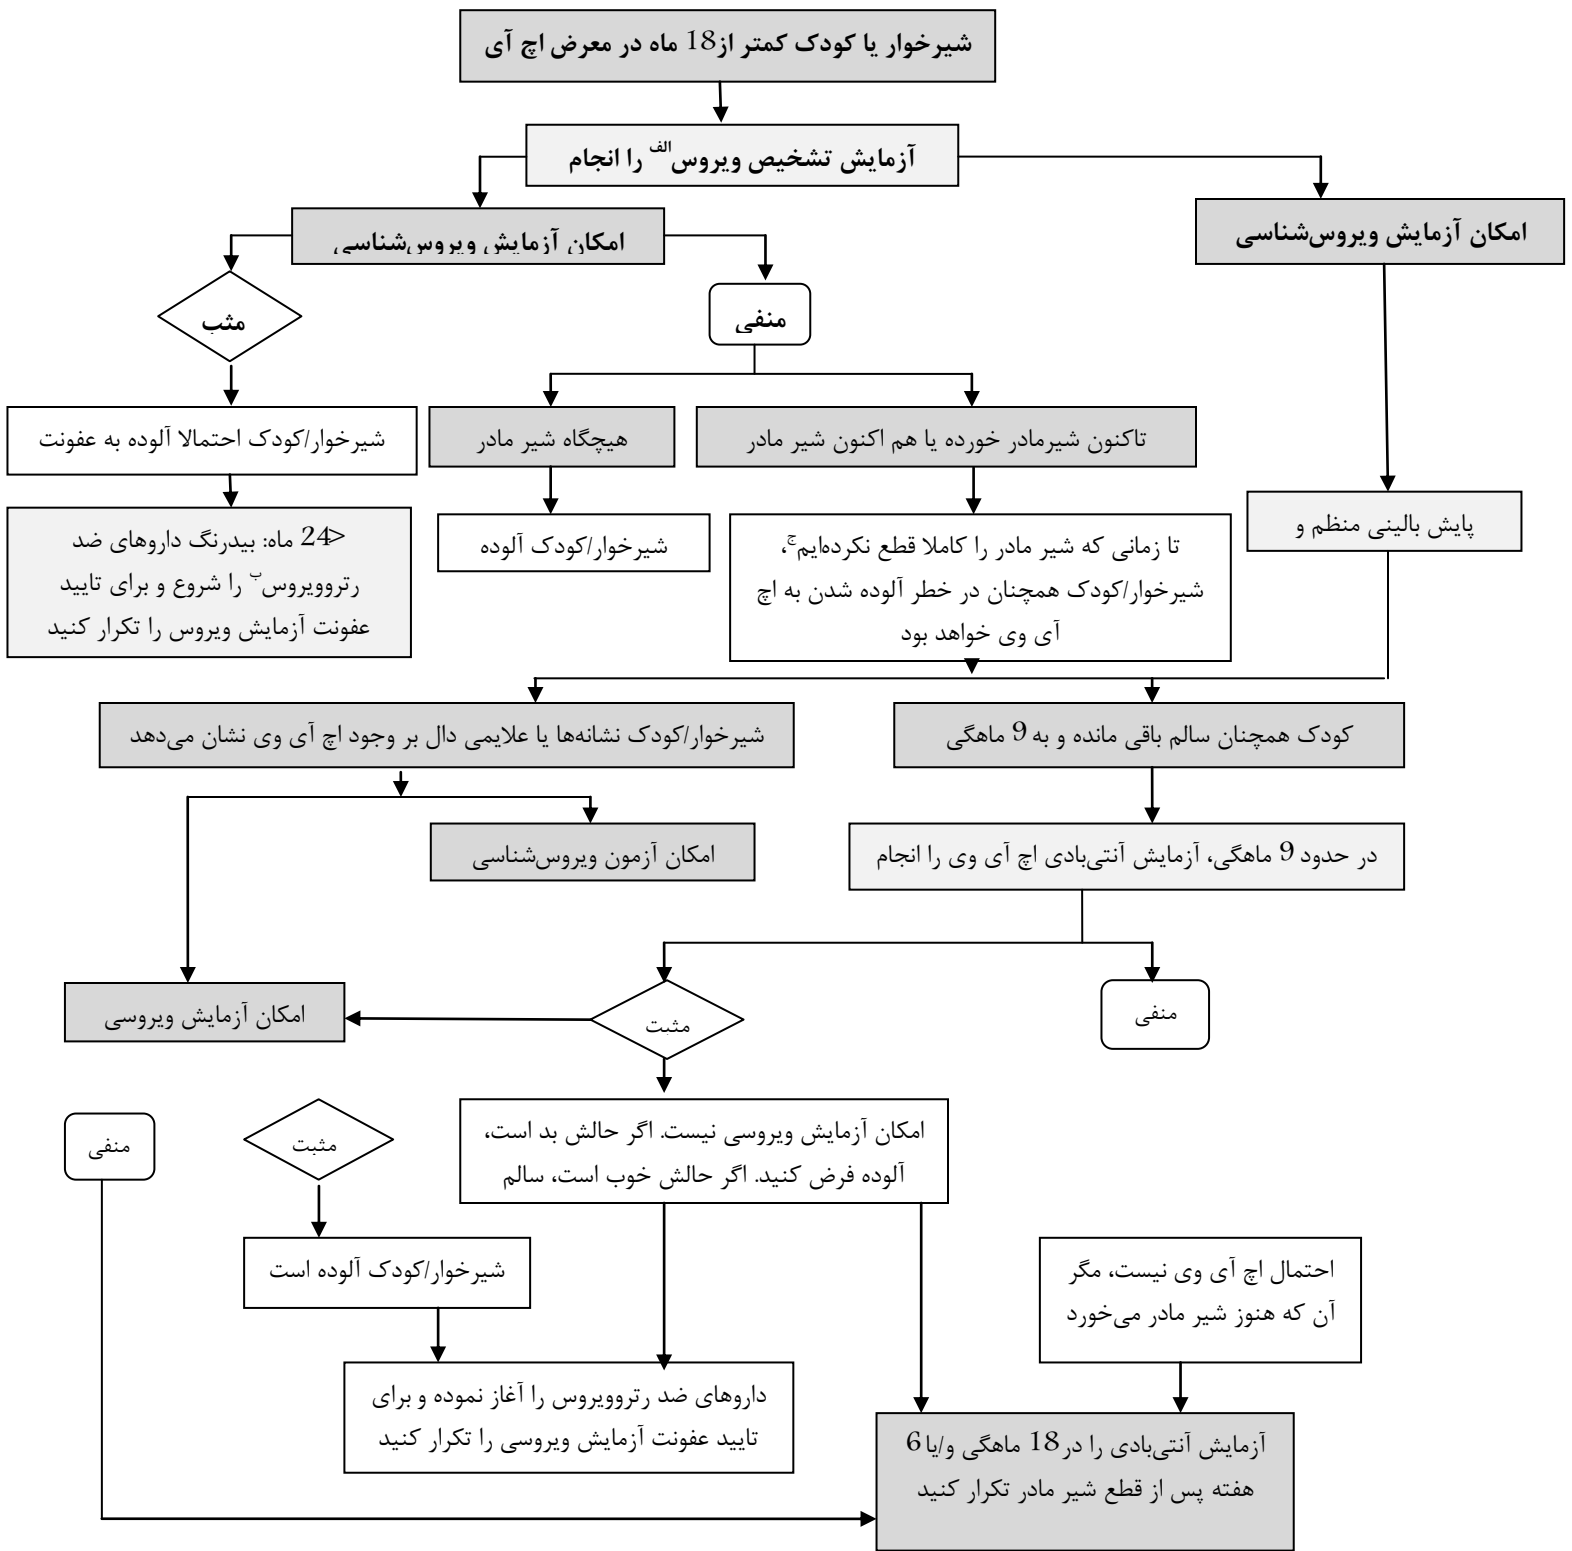 شیرخوار یا کودک کمتر از18 ماه در معرض اچ آی
آزمایش تشخیص ویروس الف را انجام
امکان آزمایش ویروس‌شناسی
امکان آزمایش ویروس‌شناسی
مثب
منفی
شیرخوار/کودک احتمالا آلوده به عفونت
هیچگاه شیر مادر
تاکنون شیرمادر خورده یا هم اکنون شیر مادر
پایش بالینی منظم و
<24 ماه: بیدرنگ داروهای ضد
رتروویروس ب را شروع و برای تایید
عفونت آزمایش ویروس را تکرار کنید
شیرخوار/کودک آلوده
تا زمانی که شیر مادر را کاملا قطع نکرده‌ایم ج،
شیرخوار/کودک همچنان در خطر آلوده شدن به اچ
آی وی خواهد بود
شیرخوار/کودک نشانه‌ها یا علایمی دال بر وجود اچ آی وی نشان می‌دهد
کودک همچنان سالم باقی مانده و به 9 ماهگی
امکان آزمون ویروس‌شناسی
در حدود 9 ماهگی، آزمایش آنتی‌بادی اچ آی وی را انجام
امکان آزمایش ویروسی
مثبت
منفی
منفی
مثبت
امکان آزمایش ویروسی نیست. اگر حالش بد است،
آلوده فرض کنید. اگر حالش خوب است، سالم
شیرخوار/کودک آلوده است
احتمال اچ آی وی نیست، مگر
آن که هنوز شیر مادر می‌خورد
داروهای ضد رتروویروس را آغاز نموده و برای
تایید عفونت آزمایش ویروسی را تکرار کنید
آزمایش آنتی‌بادی را در18 ماهگی و/یا 6
هفته پس از قطع شیر مادر تکرار کنید